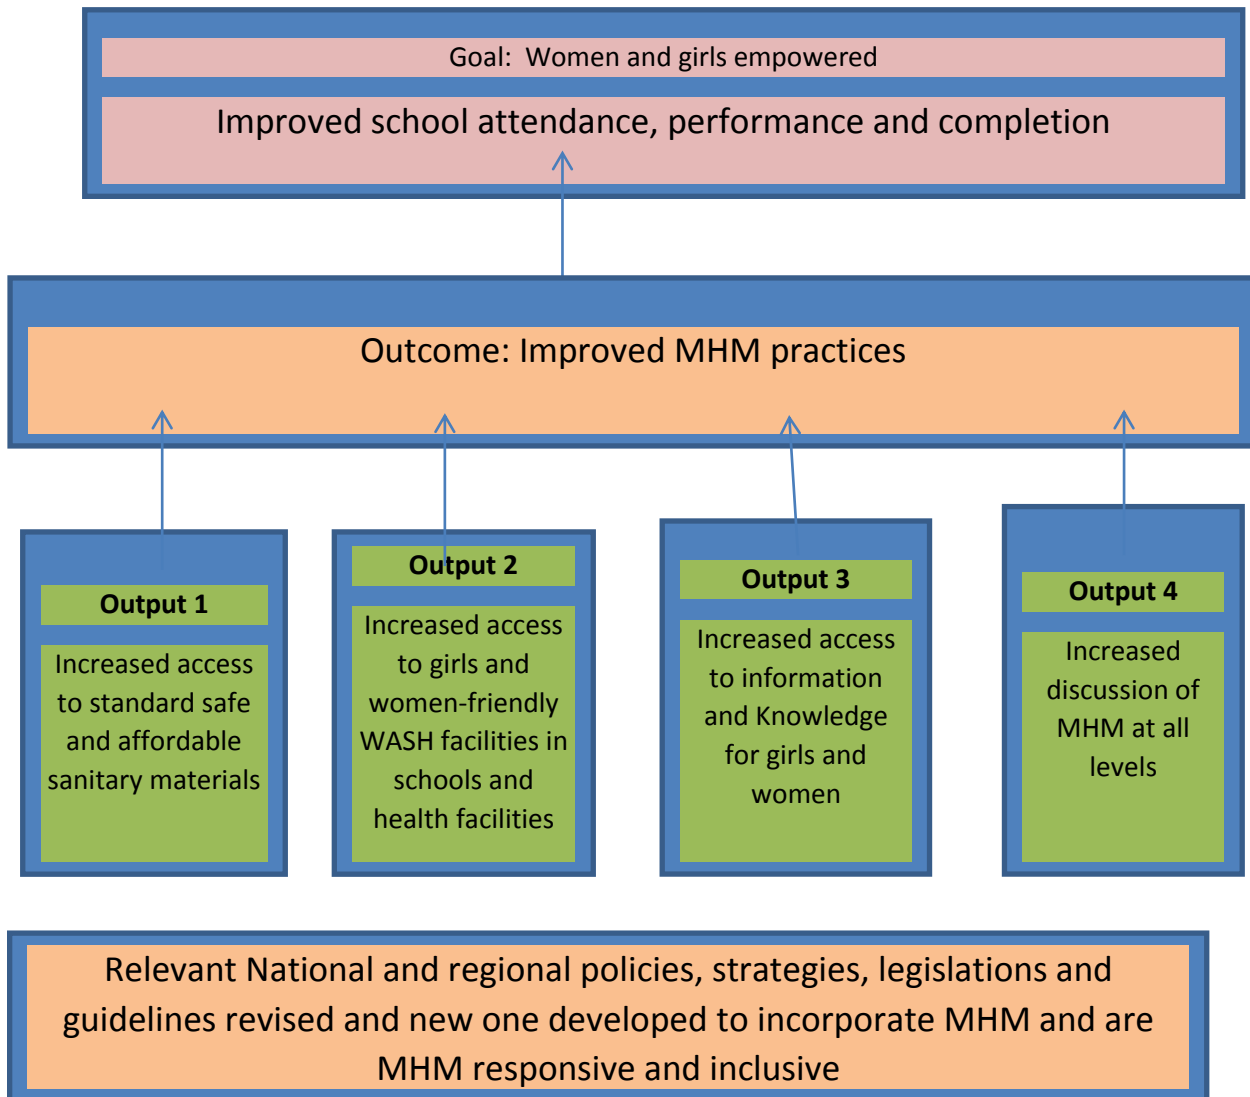 Goal:  Women and girls empowered
Improved school attendance, performance and completion
Outcome: Improved MHM practices
Output 1
Increased access
to standard safe
and affordable
sanitary materials
Output 2
Increased access
to girls and
women-friendly
WASH facilities in
schools and
health facilities
Output 3
Increased access
to information
and Knowledge
for girls and
women
Output 4
Increased
discussion of
MHM at all
levels
Relevant National and regional policies, strategies, legislations and
guidelines revised and new one developed to incorporate MHM and are
MHM responsive and inclusive